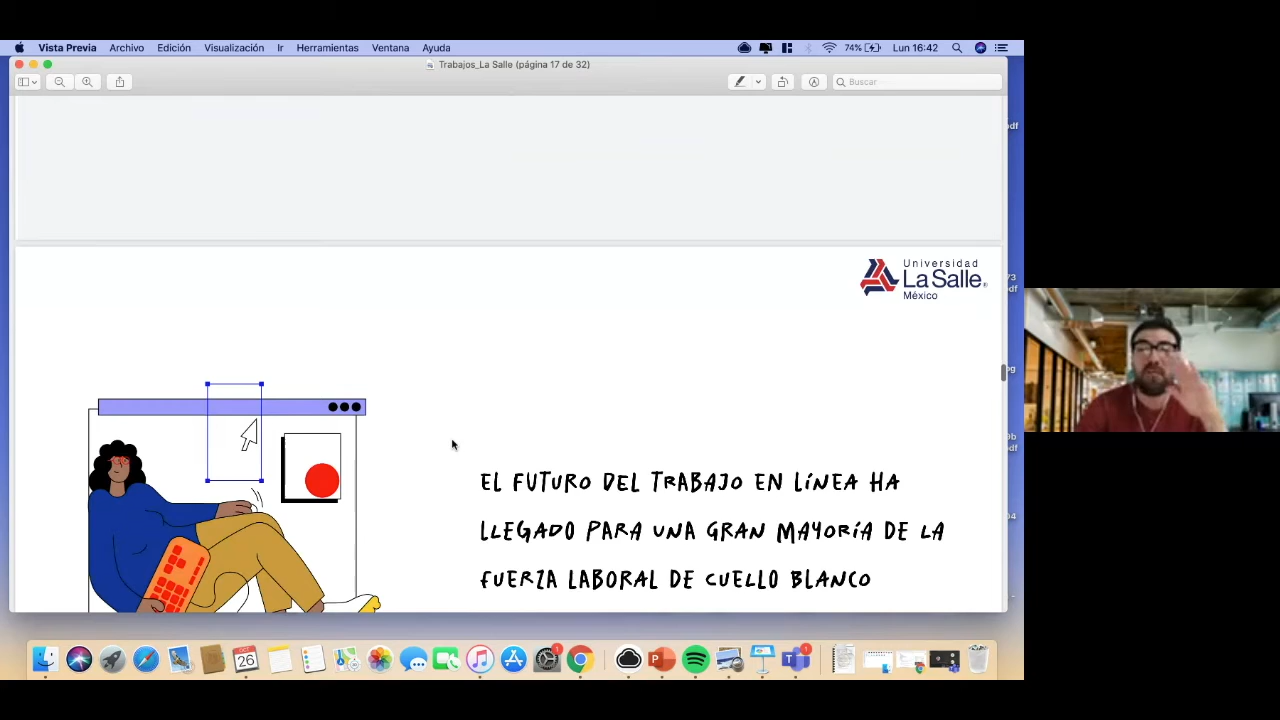 Vista Previa Archivo Edición Visualización Ir Herramientas Ventana Ayuda 74% Lun 16:42
Trabajos_La Salle (página 17 de 32)
Buscar
Universidad
La Salle®
México
EL FUTURO DEL TRABAJO EN LÍNEA HA
LLEGADO PARA UNA GRAN MAYORÍA DE LA
FUERZA LABORAL DE CUELLO BLANCO
OCT
26